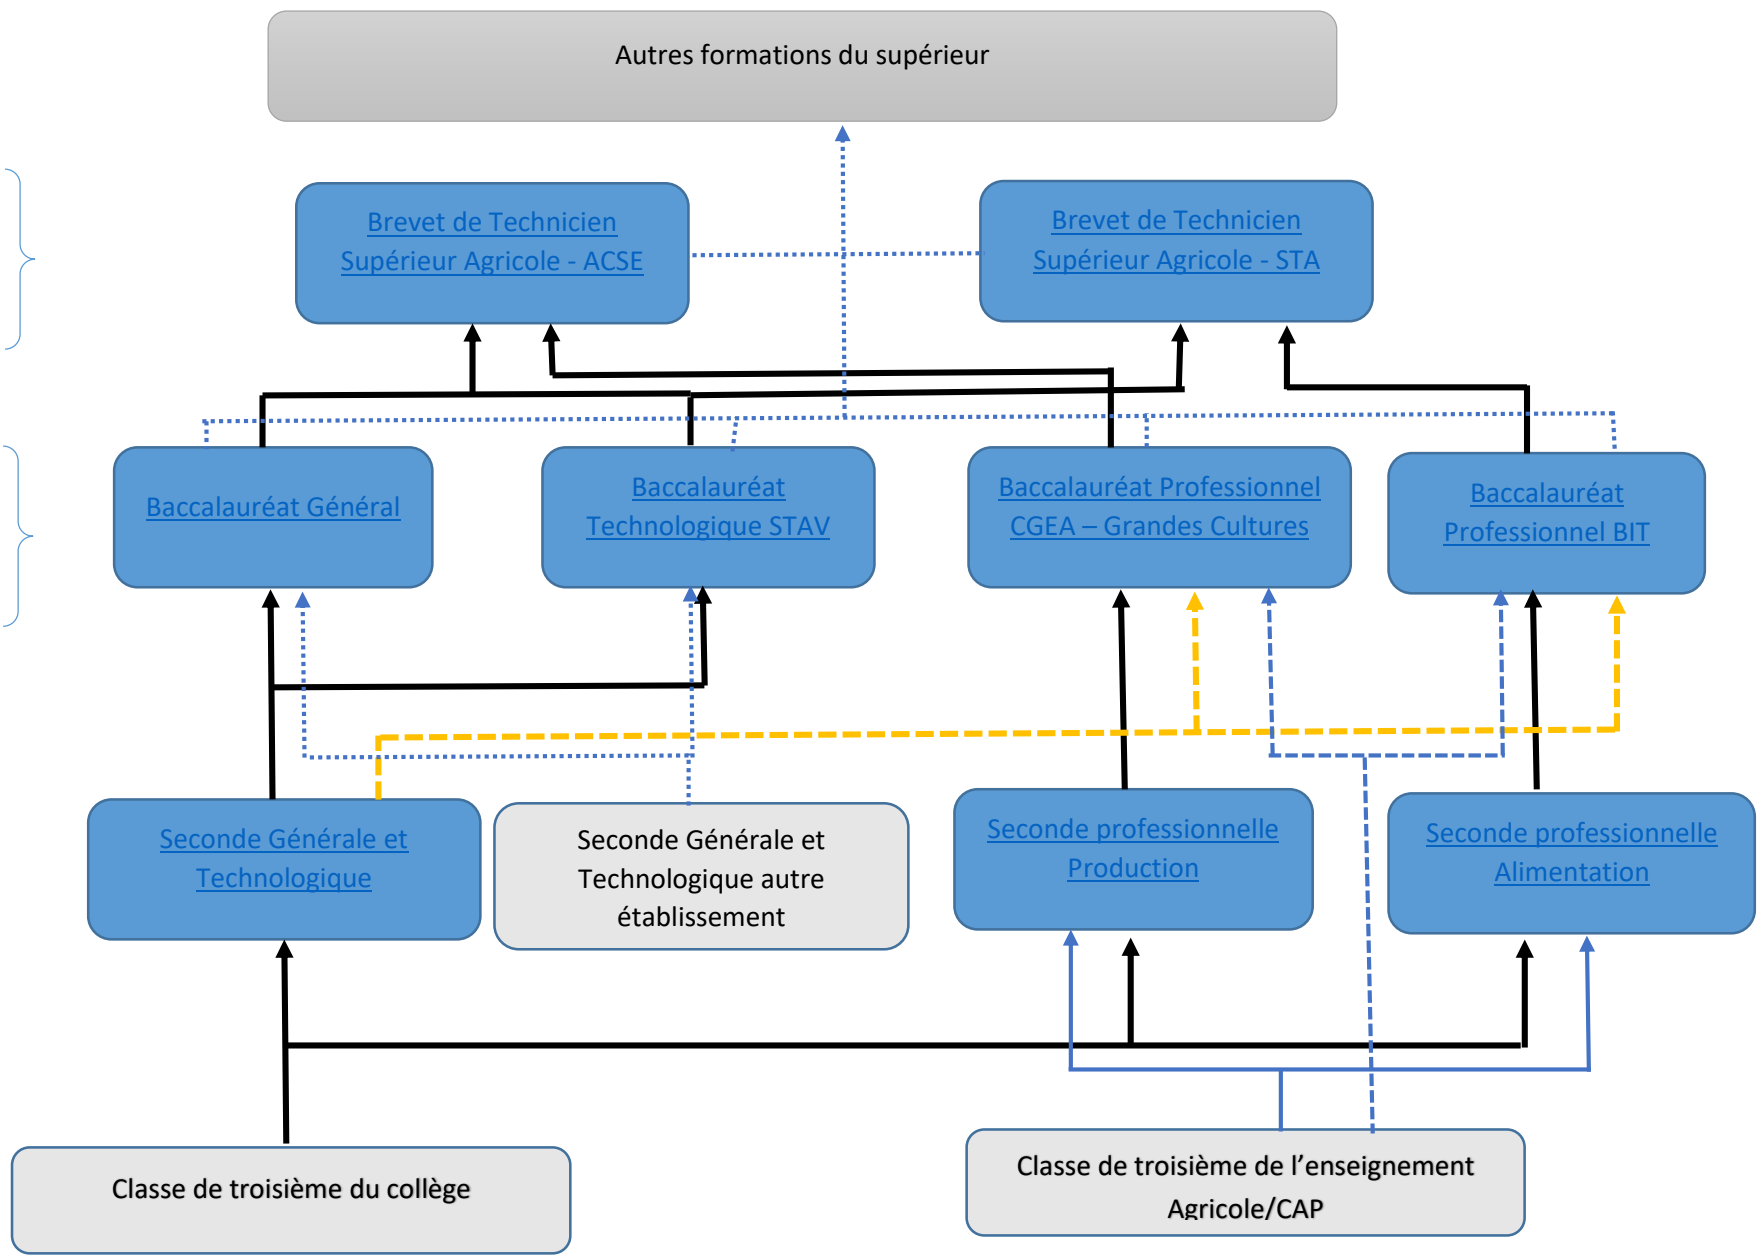 Autres formations du supérieur
Brevet de Technicien
Supérieur Agricole - ACSE
Brevet de Technicien
Supérieur Agricole - STA
Baccalauréat Général
Baccalauréat
Technologique STAV
Baccalauréat Professionnel
CGEA – Grandes Cultures
Baccalauréat
Professionnel BIT
Seconde Générale et
Technologique
Seconde Générale et
Technologique autre
établissement
Seconde professionnelle
Production
Seconde professionnelle
Alimentation
Classe de troisième du collège
Classe de troisième de l’enseignement
Agricole/CAP